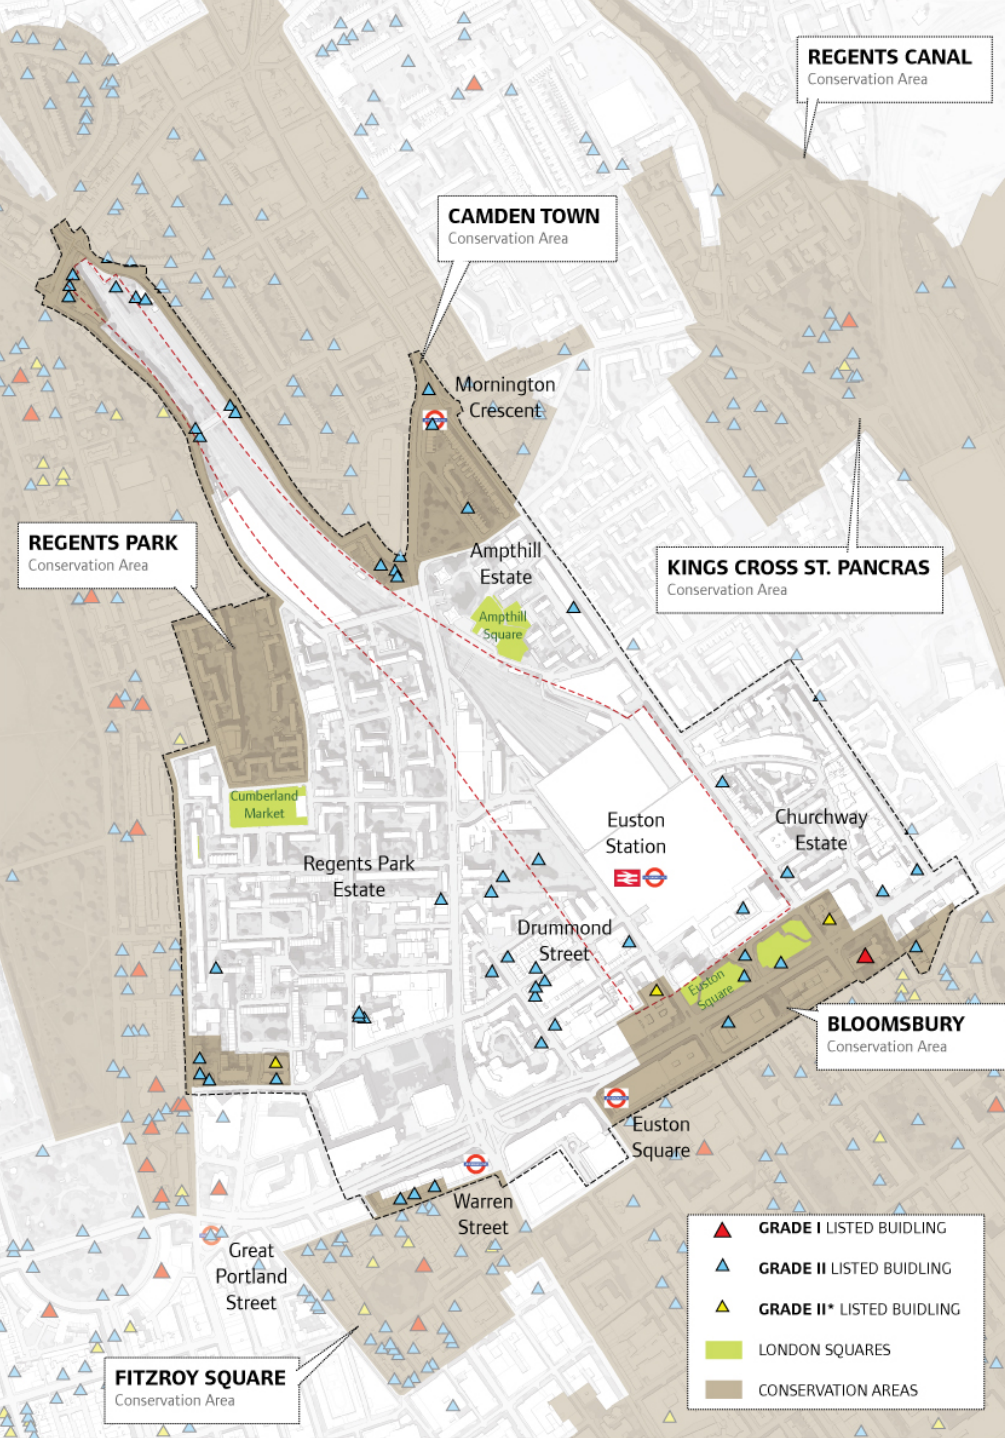 REGENTS CANAL
Conservation Area
CAMDEN TOWN
Conservation Area
Mornington
Crescent
REGENTS PARK
Conservation Area
Ampthill
Estate
KINGS CROSS ST. PANCRAS
Conservation Area
Ampthill
Square
Cumberland
Market
Euston
Station
Churchway
Estate
Regents Park
Estate
Drummond
Street
Euston
Square
BLOOMSBURY
Conservation Area
Euston
Square
Warren
Street
Great
Portland
Street
FITZROY SQUARE
Conservation Area
GRADE I LISTED BUIDLING
GRADE II LISTED BUIDLING
GRADE II* LISTED BUIDLING
LONDON SQUARES
CONSERVATION AREAS